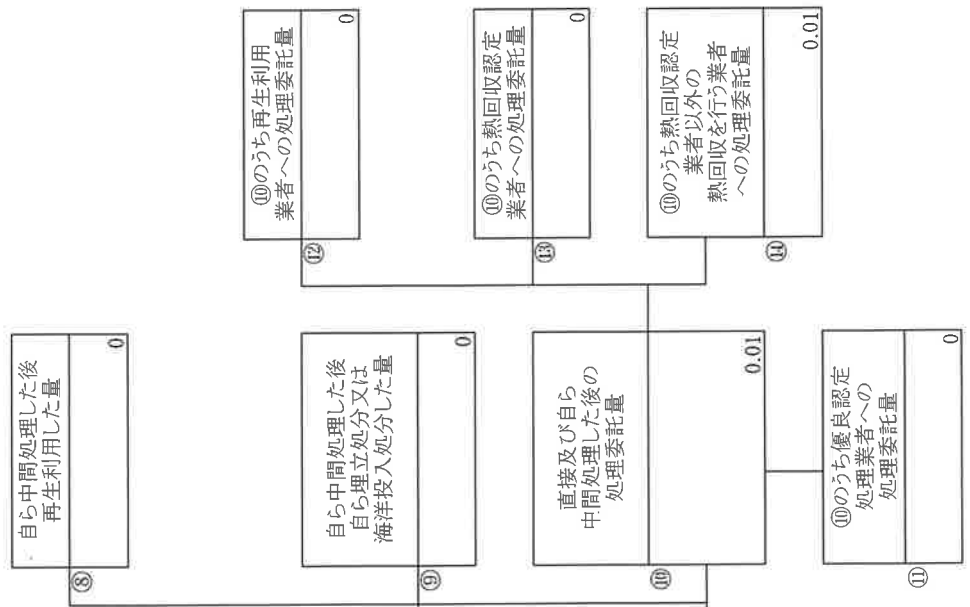 ⑧
自ら中間処理した後
再生利用した量
0
⑨
自ら中間処理した後
自ら埋立処分又は
海洋投入処分した量
0
⑩
直接及び自ら
中間処理した後の
処理委託量
0.01
⑪
⑩のうち優良認定
処理業者への
処理委託量
0
⑫
⑩のうち再生利用
業者への処理委託量
0
⑬
⑩のうち熱回収認定
業者への処理委託量
0
⑭
⑩のうち熱回収認定
業者以外の
熱回収を行う業者
への処理委託量
0.01